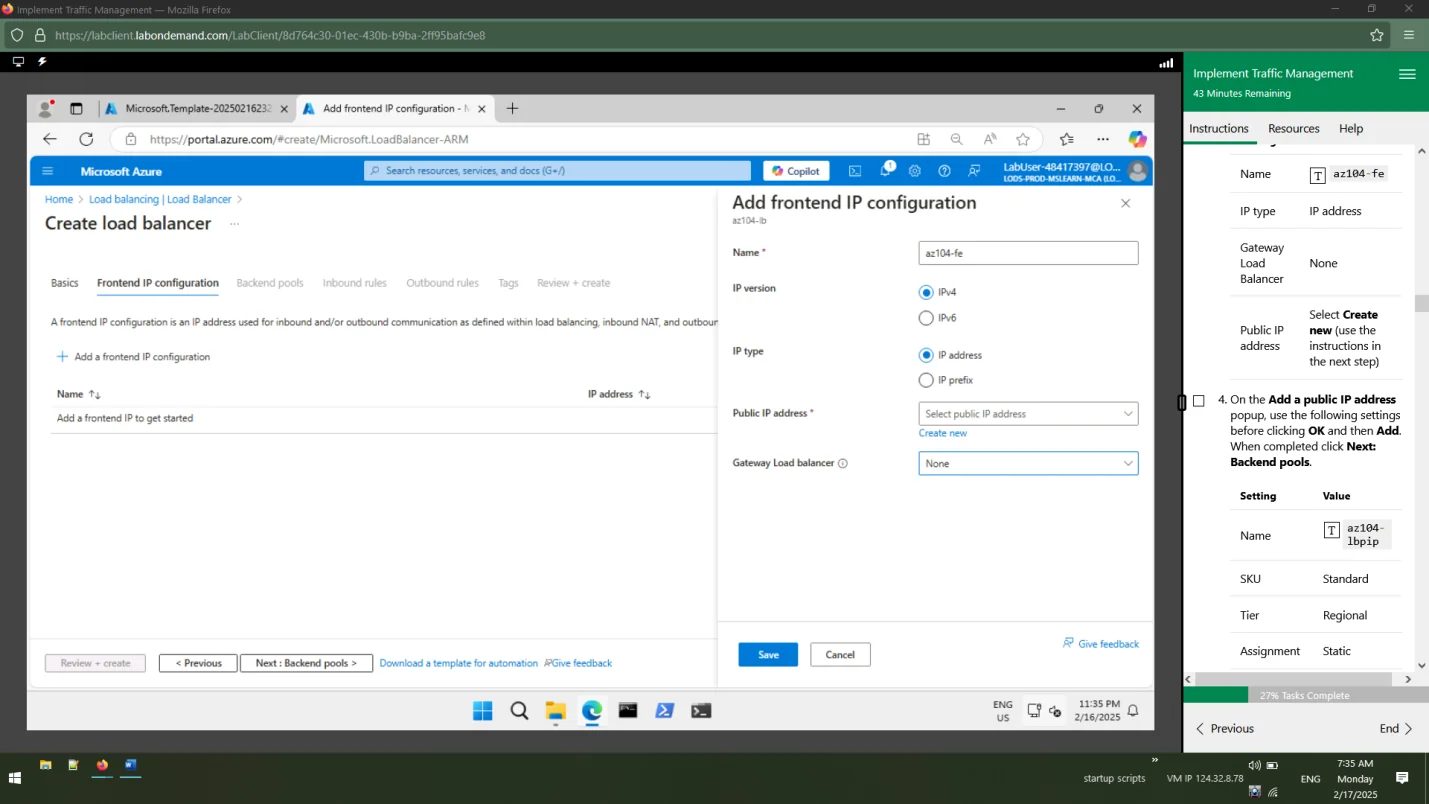 Implement Traffic Management — Mozilla Firefox
https://labclient.labondemand.com/LabClient/8d764c30-01ec-430b-b9ba-2ff95bafc9e8
Microsoft.Template-2025021623
Add frontend IP configuration -
https://portal.azure.com/#create/Microsoft.LoadBalancer-ARM
Microsoft Azure
Search resources, services, and docs (G+/)
Copilot
1
LabUser-48417397@LO...
LODS-PROD-MSLEARN-MCA (LO...
Home > Load balancing | Load Balancer >
Create load balancer ...
Basics
Frontend IP configuration
Backend pools
Inbound rules
Outbound rules
Tags
Review + create
A frontend IP configuration is an IP address used for inbound and/or outbound communication as defined within load balancing, inbound NAT, and outboun
+ Add a frontend IP configuration
Name ↑↓
IP address ↑↓
Add a frontend IP to get started
Review + create
< Previous
Next : Backend pools >
Download a template for automation
Give feedback
Add frontend IP configuration
az104-lb
Name *
az104-fe
IP version
IPv4
IPv6
IP type
IP address
IP prefix
Public IP address *
Select public IP address
Create new
Gateway Load balancer
None
Save
Cancel
Give feedback
ENG
US
11:35 PM
2/16/2025
Implement Traffic Management
43 Minutes Remaining
Instructions
Resources
Help
Name
T az104-fe
IP type
IP address
Gateway
Load
Balancer
None
Public IP
address
Select Create
new (use the
instructions in
the next step)
4. On the Add a public IP address
popup, use the following settings
before clicking OK and then Add.
When completed click Next:
Backend pools.
Setting
Value
Name
T az104-
lbpip
SKU
Standard
Tier
Regional
Assignment
Static
27% Tasks Complete
< Previous
End >
startup scripts
»
VM IP 124.32.8.78
ENG
7:35 AM
Monday
2/17/2025